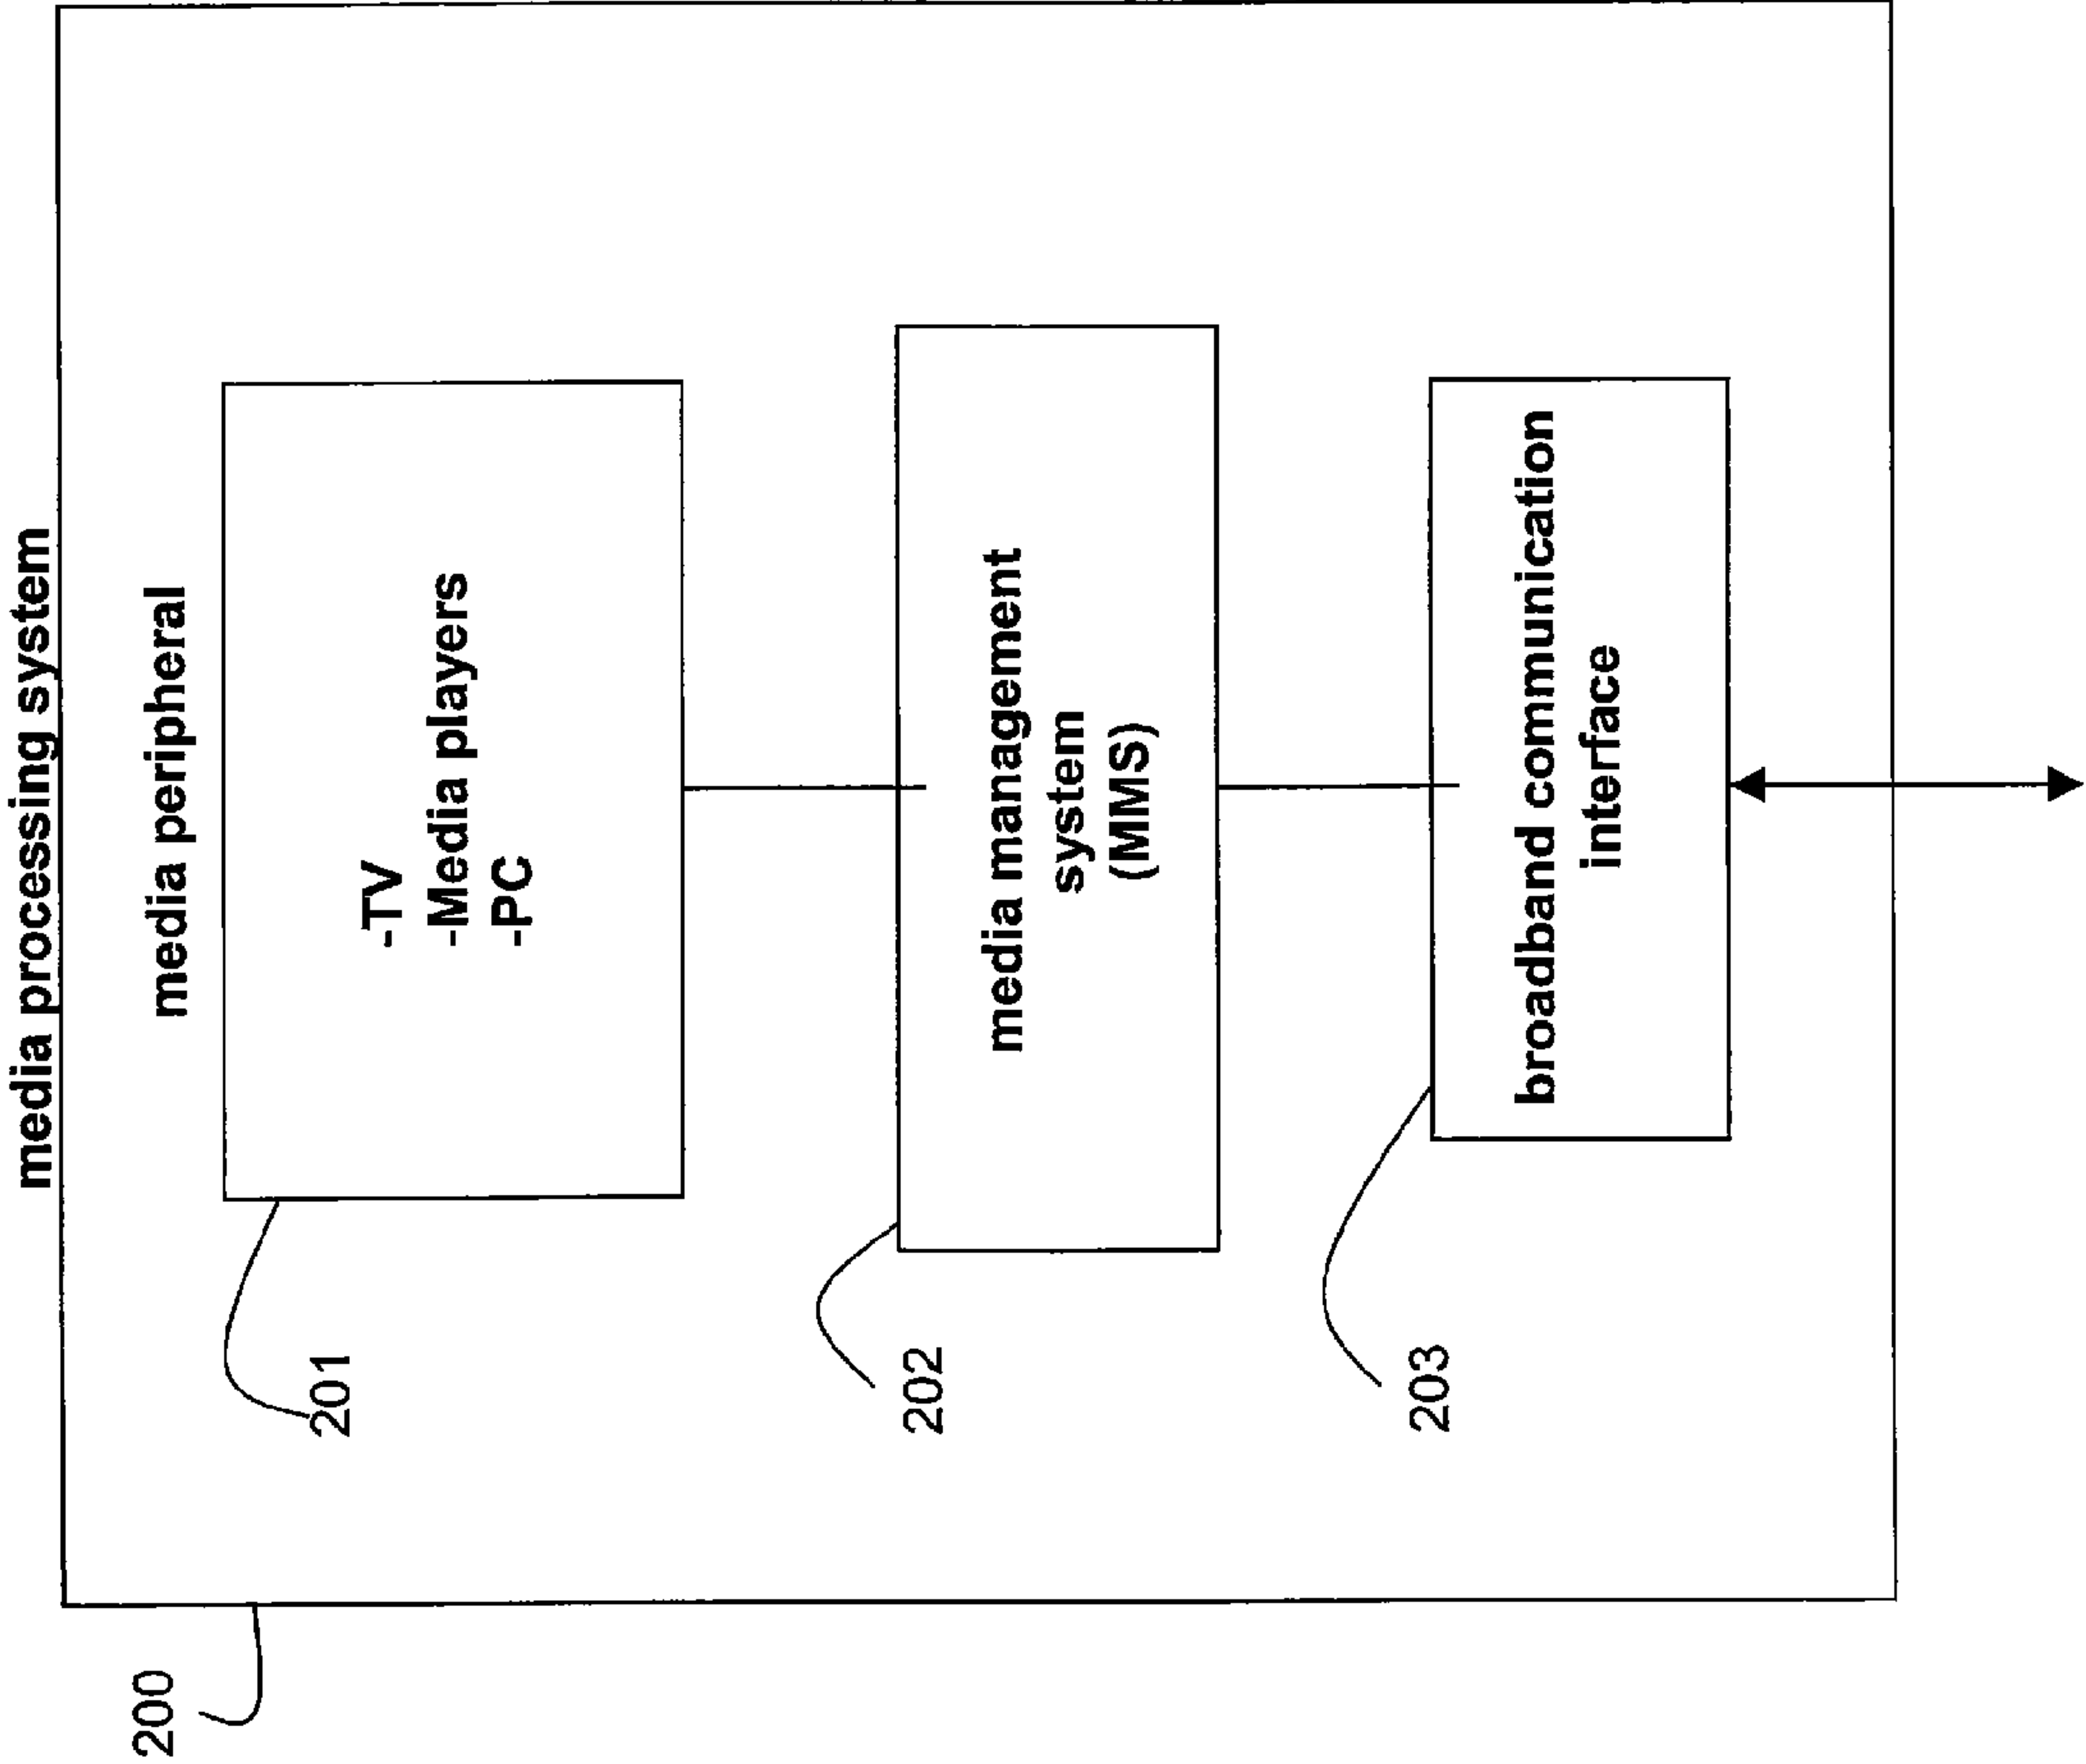 media processing system
200
media peripheral
201
-TV
-Media players
-PC
202
media management
system
(MMS)
203
broadband communication
interface